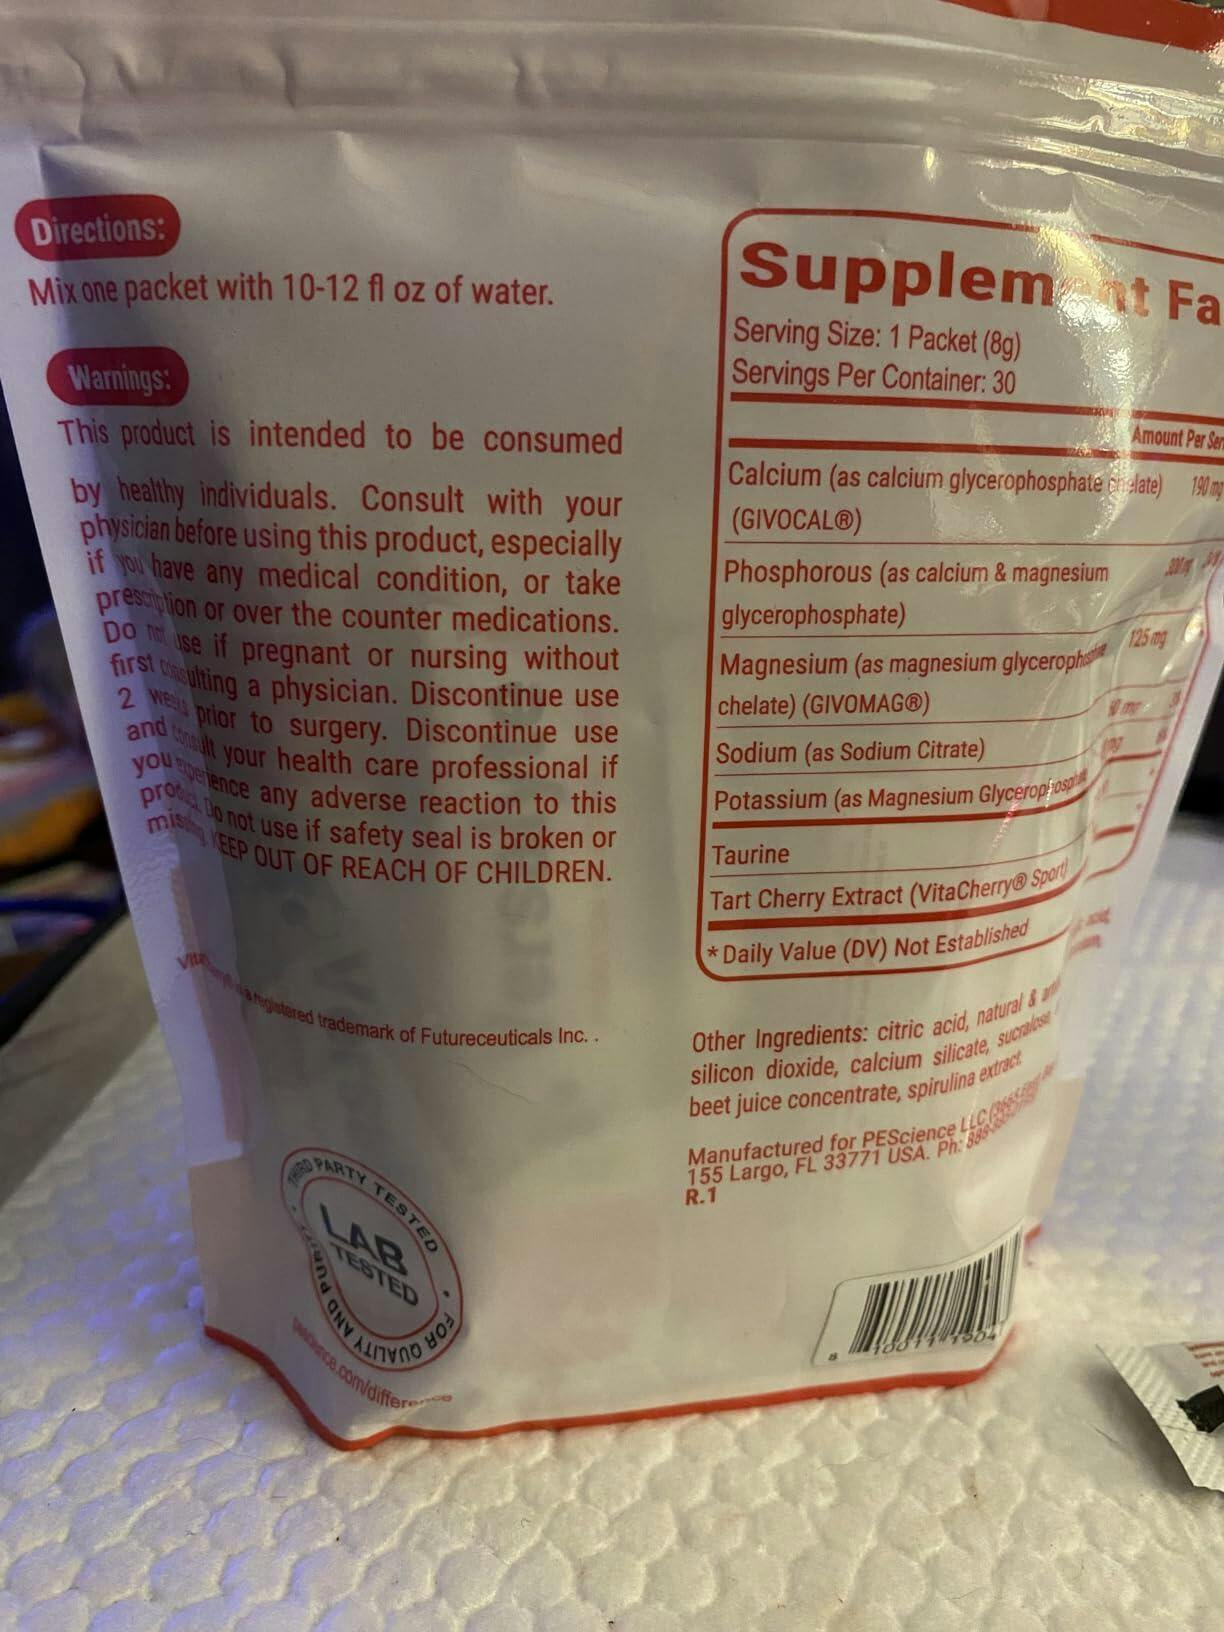 Directions:
Mix one packet with 10-12 fl oz of water.
Warnings:
This product is intended to be consumed
by healthy individuals. Consult with your
physician before using this product, especially
if you have any medical condition, or take
prescription or over the counter medications.
Do not use if pregnant or nursing without
first consulting a physician. Discontinue use
2 weeks prior to surgery. Discontinue use
and consult your health care professional if
you experience any adverse reaction to this
product. Do not use if safety seal is broken or
missing. KEEP OUT OF REACH OF CHILDREN.
is a registered trademark of Futureceuticals Inc. .
THIRD PARTY TESTED
LAB
TESTED
FOR QUALITY AND PURITY
pescience.com/difference
Supplement Fa
Serving Size: 1 Packet (8g)
Servings Per Container: 30
Amount Per Ser
Calcium (as calcium glycerophosphate chelate) 190 mg
(GIVOCAL®)
Phosphorous (as calcium & magnesium
glycerophosphate)
Magnesium (as magnesium glycerophosphate 125 mg
chelate) (GIVOMAG®)
Sodium (as Sodium Citrate)
Potassium (as Magnesium Glycerophosphate
Taurine
Tart Cherry Extract (VitaCherry® Sport)
* Daily Value (DV) Not Established
Other Ingredients: citric acid, natural &
silicon dioxide, calcium silicate, sucralose,
beet juice concentrate, spirulina extract.
Manufactured for PEScience LLC
155 Largo, FL 33771 USA. Ph:
R.1